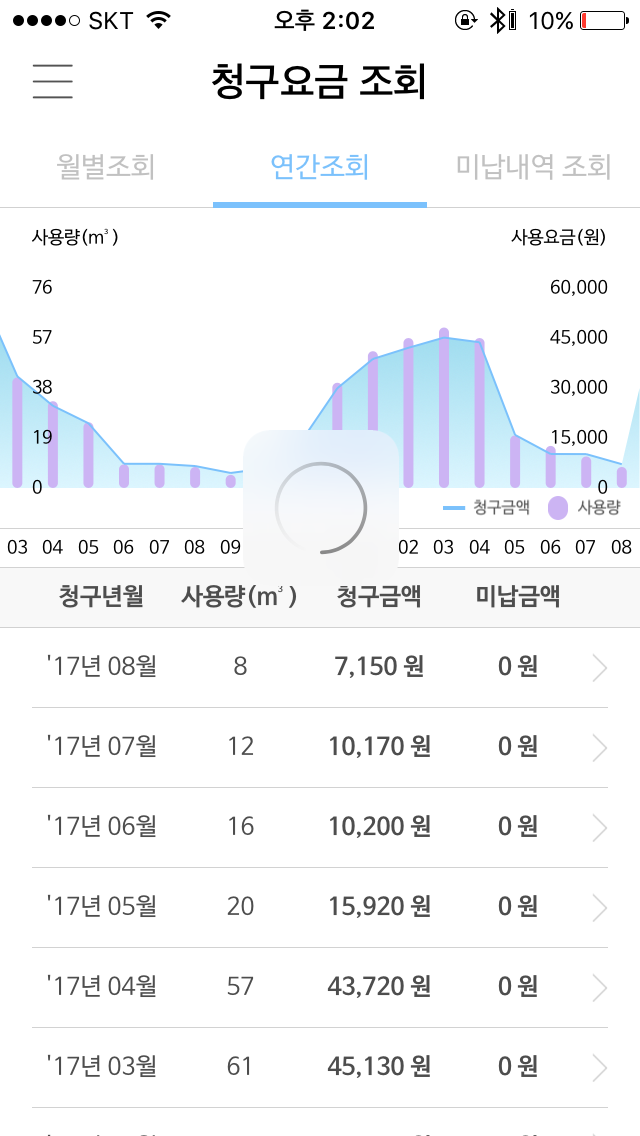 SKT 오후 2:02 10%
청구요금 조회
월별조회 연간조회 미납내역 조회
사용량(m³) 사용요금(원)
76 60,000
57 45,000
38 30,000
19 15,000
0 0
청구금액 사용량
03 04 05 06 07 08 09 02 03 04 05 06 07 08
청구년월 사용량(m³) 청구금액 미납금액
'17년 08월 8 7,150 원 0 원
'17년 07월 12 10,170 원 0 원
'17년 06월 16 10,200 원 0 원
'17년 05월 20 15,920 원 0 원
'17년 04월 57 43,720 원 0 원
'17년 03월 61 45,130 원 0 원